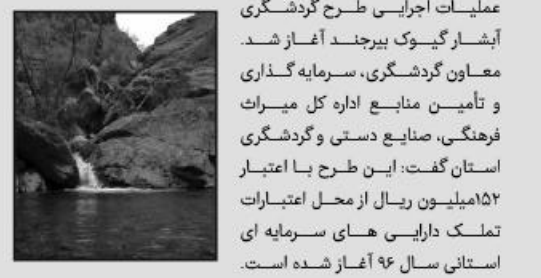 عملیات اجرایی طرح گردشگری
آبشار گیوک بیرجند آغاز شد.
معاون گردشگری، سرمایه گذاری
و تأمین منابع اداره کل میراث
فرهنگی، صنایع دستی و گردشگری
استان گفت: این طرح با اعتبار
۱۵۲میلیون ریال از محل اعتبارات
تملک دارایی های سرمایه ای
استانی سال ۹۶ آغاز شده است.